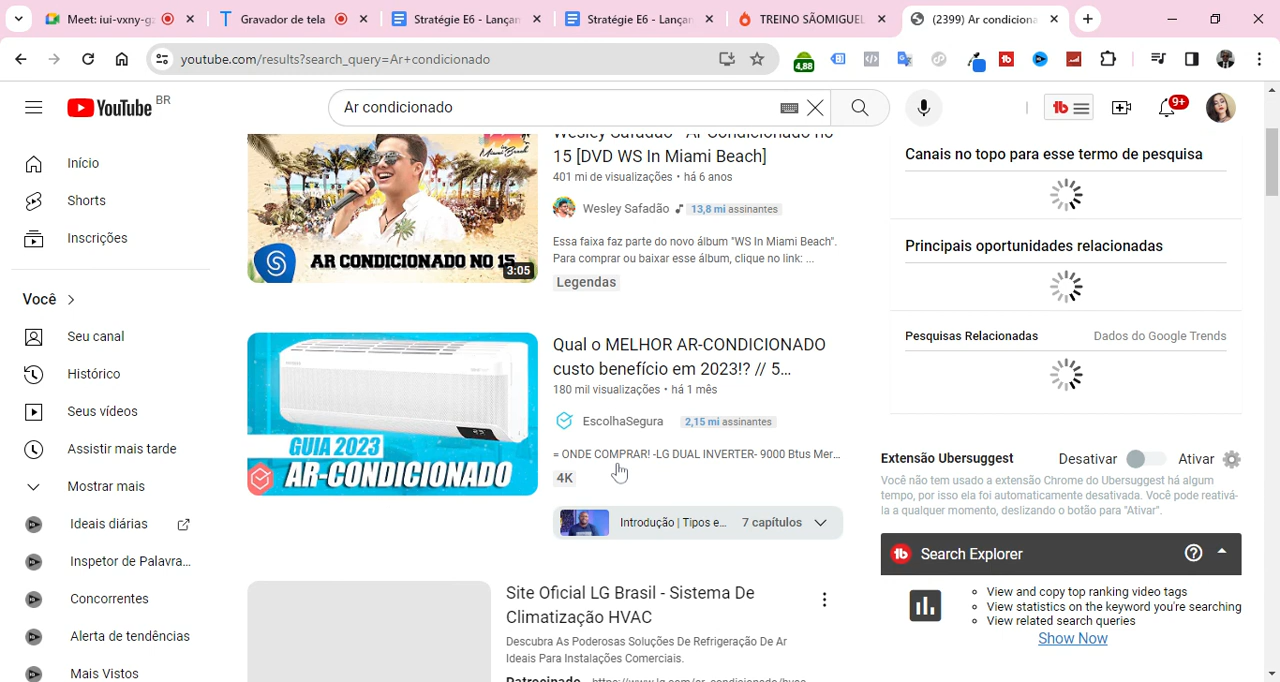 Meet: iui-vxny-g
Gravador de tela
Stratégie E6 - Lançan
Stratégie E6 - Lançan
TREINO SÃOMIGUEL
(2399) Ar condiciona
youtube.com/results?search_query=Ar+condicionado
4,88
YouTube BR
Ar condicionado
9+
Início
Shorts
Inscrições
Você
Seu canal
Histórico
Seus vídeos
Assistir mais tarde
Mostrar mais
Ideais diárias
Inspetor de Palavra...
Concorrentes
Alerta de tendências
Mais Vistos
Miami Beach
AR CONDICIONADO NO 15
3:05
Wesley Safadão - Ar Condicionado no
15 [DVD WS In Miami Beach]
401 mi de visualizações • há 6 anos
Wesley Safadão 13,8 mi assinantes
Essa faixa faz parte do novo álbum "WS In Miami Beach".
Para comprar ou baixar esse álbum, clique no link: ...
Legendas
GUIA 2023
AR-CONDICIONADO
Qual o MELHOR AR-CONDICIONADO
custo benefício em 2023!? // 5...
180 mil visualizações • há 1 mês
EscolhaSegura 2,15 mi assinantes
= ONDE COMPRAR! -LG DUAL INVERTER- 9000 Btus Mer...
4K
Introdução | Tipos e... 7 capítulos
Site Oficial LG Brasil - Sistema De
Climatização HVAC
Descubra As Poderosas Soluções De Refrigeração De Ar
Ideais Para Instalações Comerciais.
Patrocinado · https://www.lg.com/ar_condicionado/hvac
Canais no topo para esse termo de pesquisa
Principais oportunidades relacionadas
Pesquisas Relacionadas Dados do Google Trends
Extensão Ubersuggest Desativar Ativar
Você não tem usado a extensão Chrome do Ubersuggest há algum
tempo, por isso ela foi automaticamente desativada. Você pode reativá-
la a qualquer momento, deslizando o botão para "Ativar".
Search Explorer
View and copy top ranking video tags
View statistics on the keyword you're searching
View related search queries
Show Now